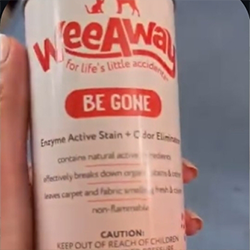 WeeAway
for life's little accidents
BE GONE
Enzyme Active Stain + Odor Eliminator
contains natural active ingredients
effectively breaks down organic stains & odors
leaves carpet and fabric smelling fresh & clean
non-flammable
CAUTION:
KEEP OUT OF REACH OF CHILDREN